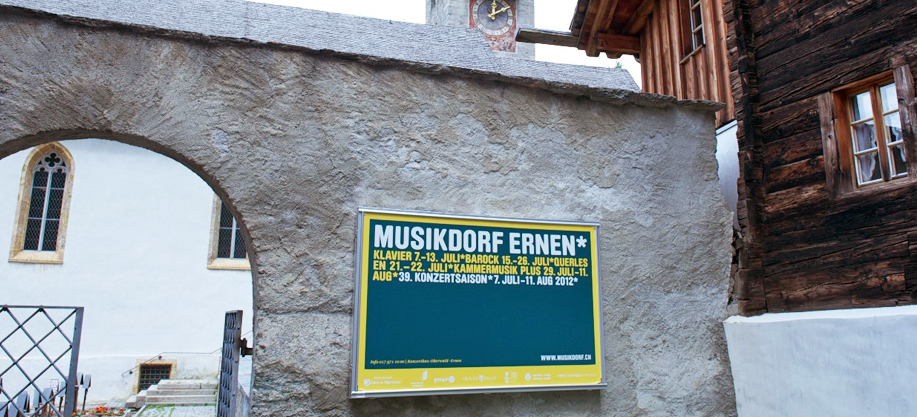 MUSIKDORF ERNEN*
KLAVIER 7.–13. JULI*BAROCK 15.–26. JULI*QUERLES
EN 21.–22. JULI*KAMMERMUSIK PLUS 29. JULI–11.
AUG*39. KONZERTSAISON*7. JULI–11. AUG 2012*
WWW.MUSIKDORF.CH